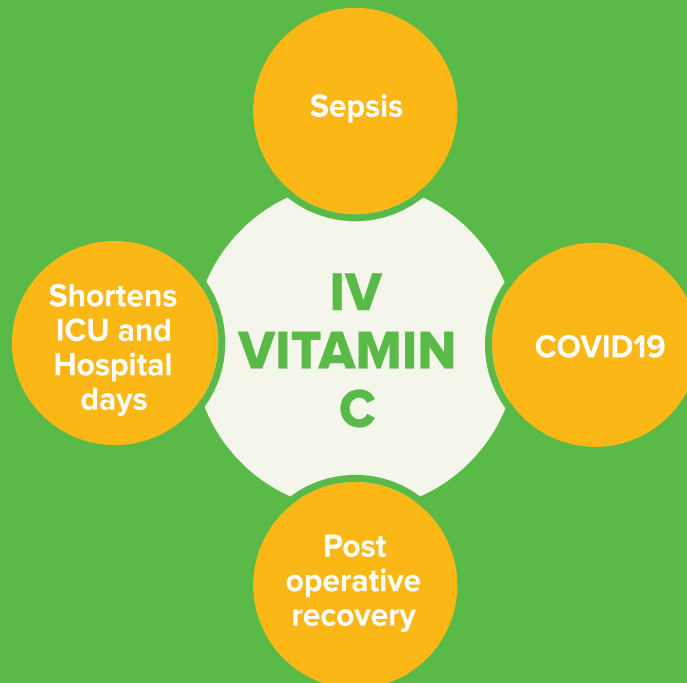 Sepsis
Shortens
ICU and
Hospital
days
IV
VITAMIN
C
COVID19
Post
operative
recovery